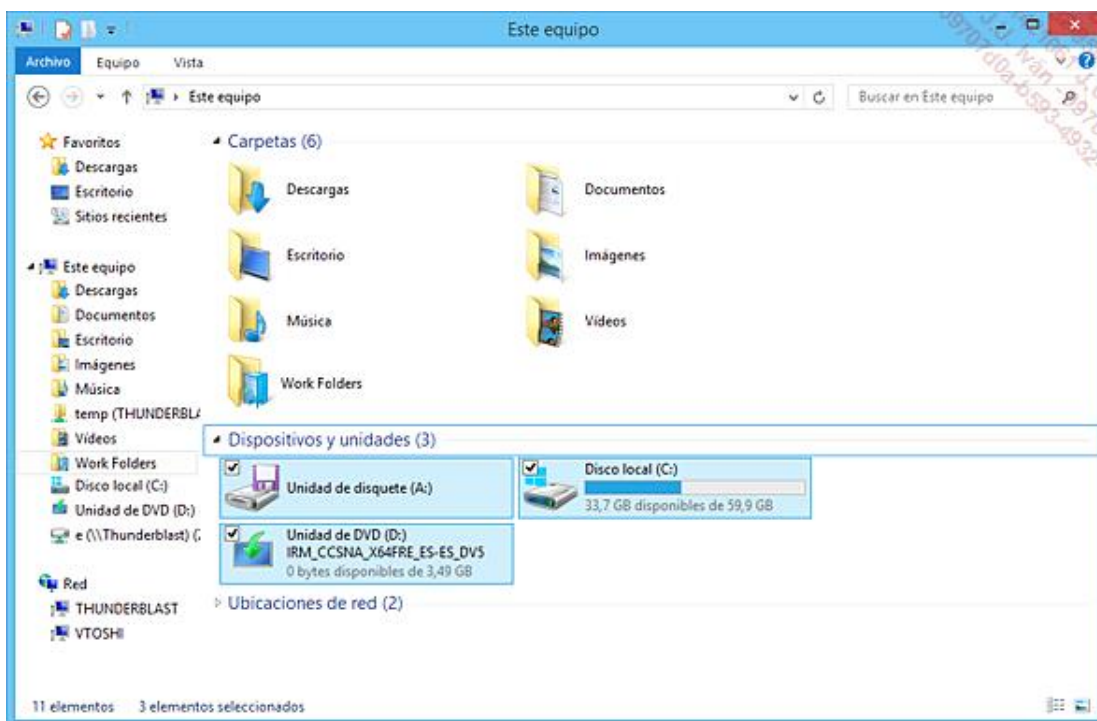 Este equipo
Archivo Equipo Vista
Este equipo
Buscar en Este equipo
Favoritos
Descargas
Escritorio
Sitios recientes
Este equipo
Descargas
Documentos
Escritorio
Imágenes
Música
temp (THUNDERBLA
Vídeos
Work Folders
Disco local (C:)
Unidad de DVD (D:)
e (\\Thunderblast) (
Red
THUNDERBLAST
VTOSHI
Carpetas (6)
Descargas
Documentos
Escritorio
Imágenes
Música
Vídeos
Work Folders
Dispositivos y unidades (3)
Unidad de disquete (A:)
Disco local (C:)
33,7 GB disponibles de 59,9 GB
Unidad de DVD (D:)
IRM_CCSNA_X64FRE_ES-ES_DV5
0 bytes disponibles de 3,49 GB
Ubicaciones de red (2)
11 elementos 3 elementos seleccionados